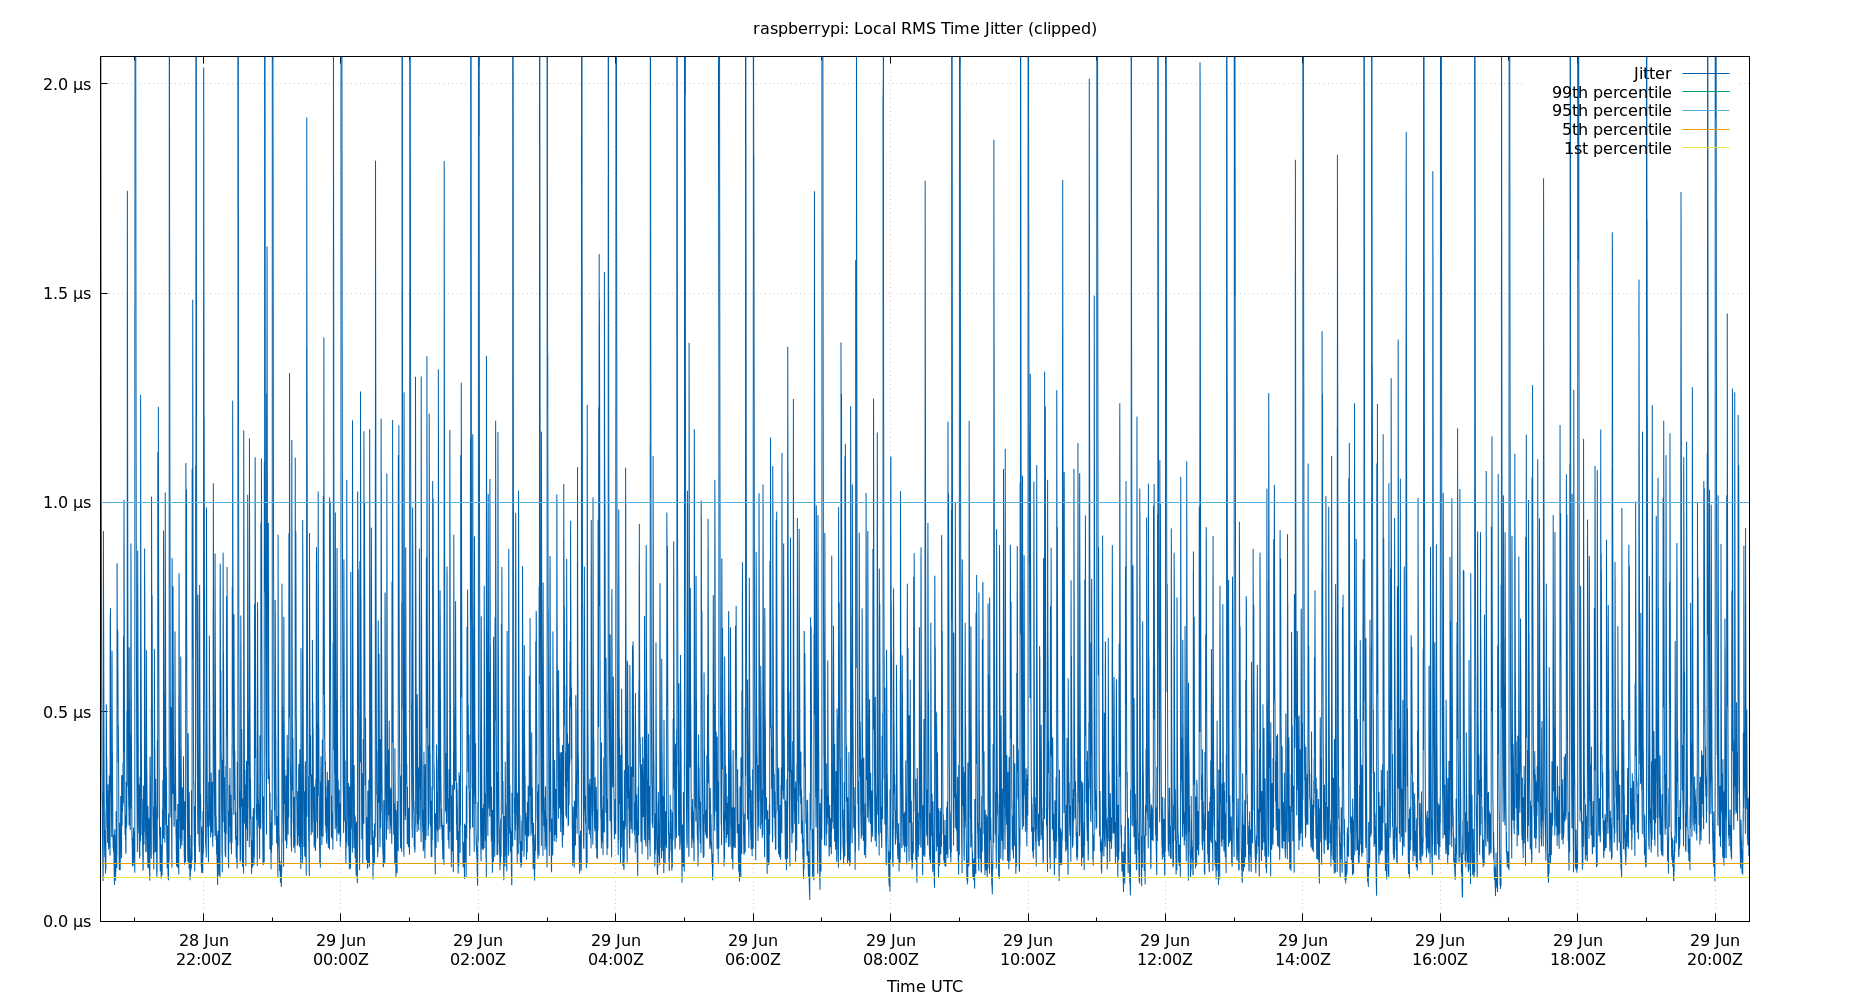 raspberrypi: Local RMS Time Jitter (clipped)
2.0 µs
1.5 µs
1.0 µs
0.5 µs
0.0 µs
Jitter
99th percentile
95th percentile
5th percentile
1st percentile
28 Jun 29 Jun 29 Jun 29 Jun 29 Jun 29 Jun 29 Jun 29 Jun 29 Jun 29 Jun 29 Jun 29 Jun
22:00Z 00:00Z 02:00Z 04:00Z 06:00Z 08:00Z 10:00Z 12:00Z 14:00Z 16:00Z 18:00Z 20:00Z
Time UTC